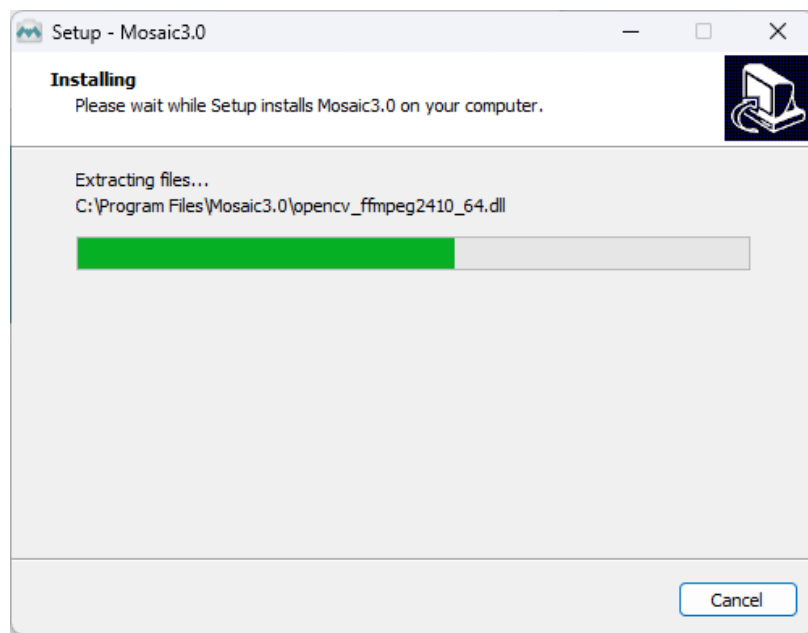 Setup - Mosaic3.0
Installing
Please wait while Setup installs Mosaic3.0 on your computer.
Extracting files...
C:\Program Files\Mosaic3.0\opencv_ffmpeg2410_64.dll
Cancel